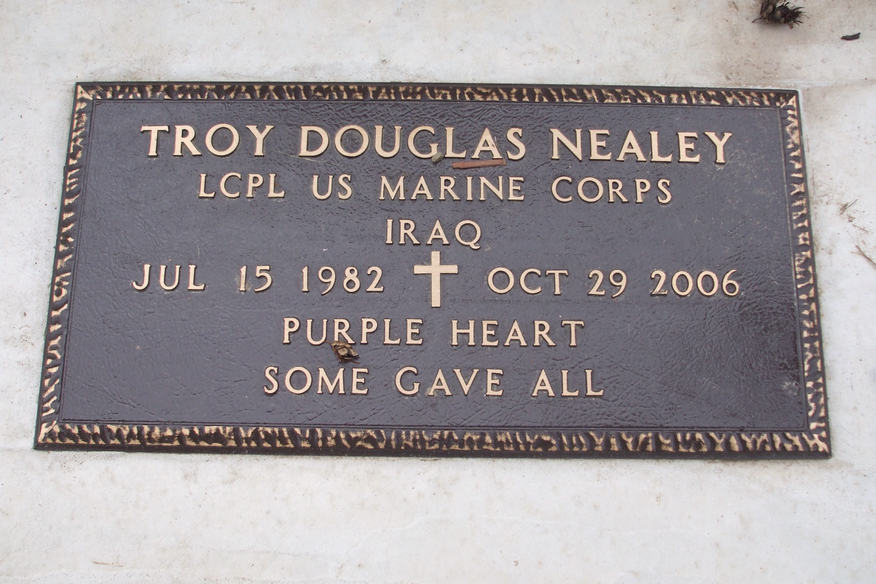 TROY DOUGLAS NEALEY
LCPL US MARINE CORPS
IRAQ
JUL 15 1982 OCT 29 2006
PURPLE HEART
SOME GAVE ALL